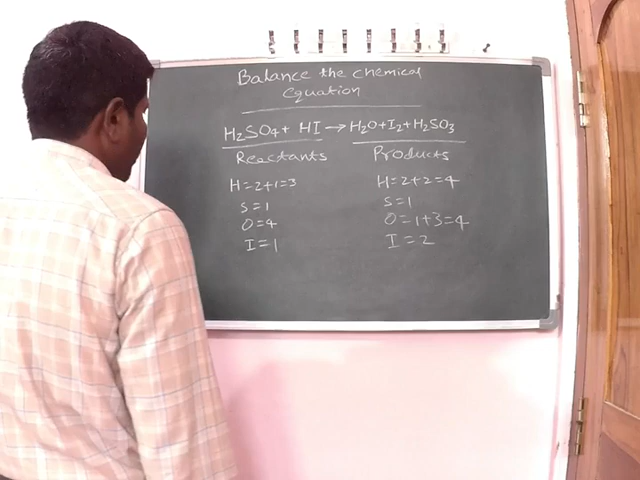 Balance the chemical
equation
H₂SO₄ + HI → H₂O + I₂ + H₂SO₃
Reactants Products
H = 2+1 = 3 H = 2+2 = 4
S = 1 S = 1
O = 4 O = 1+3 = 4
I = 1 I = 2